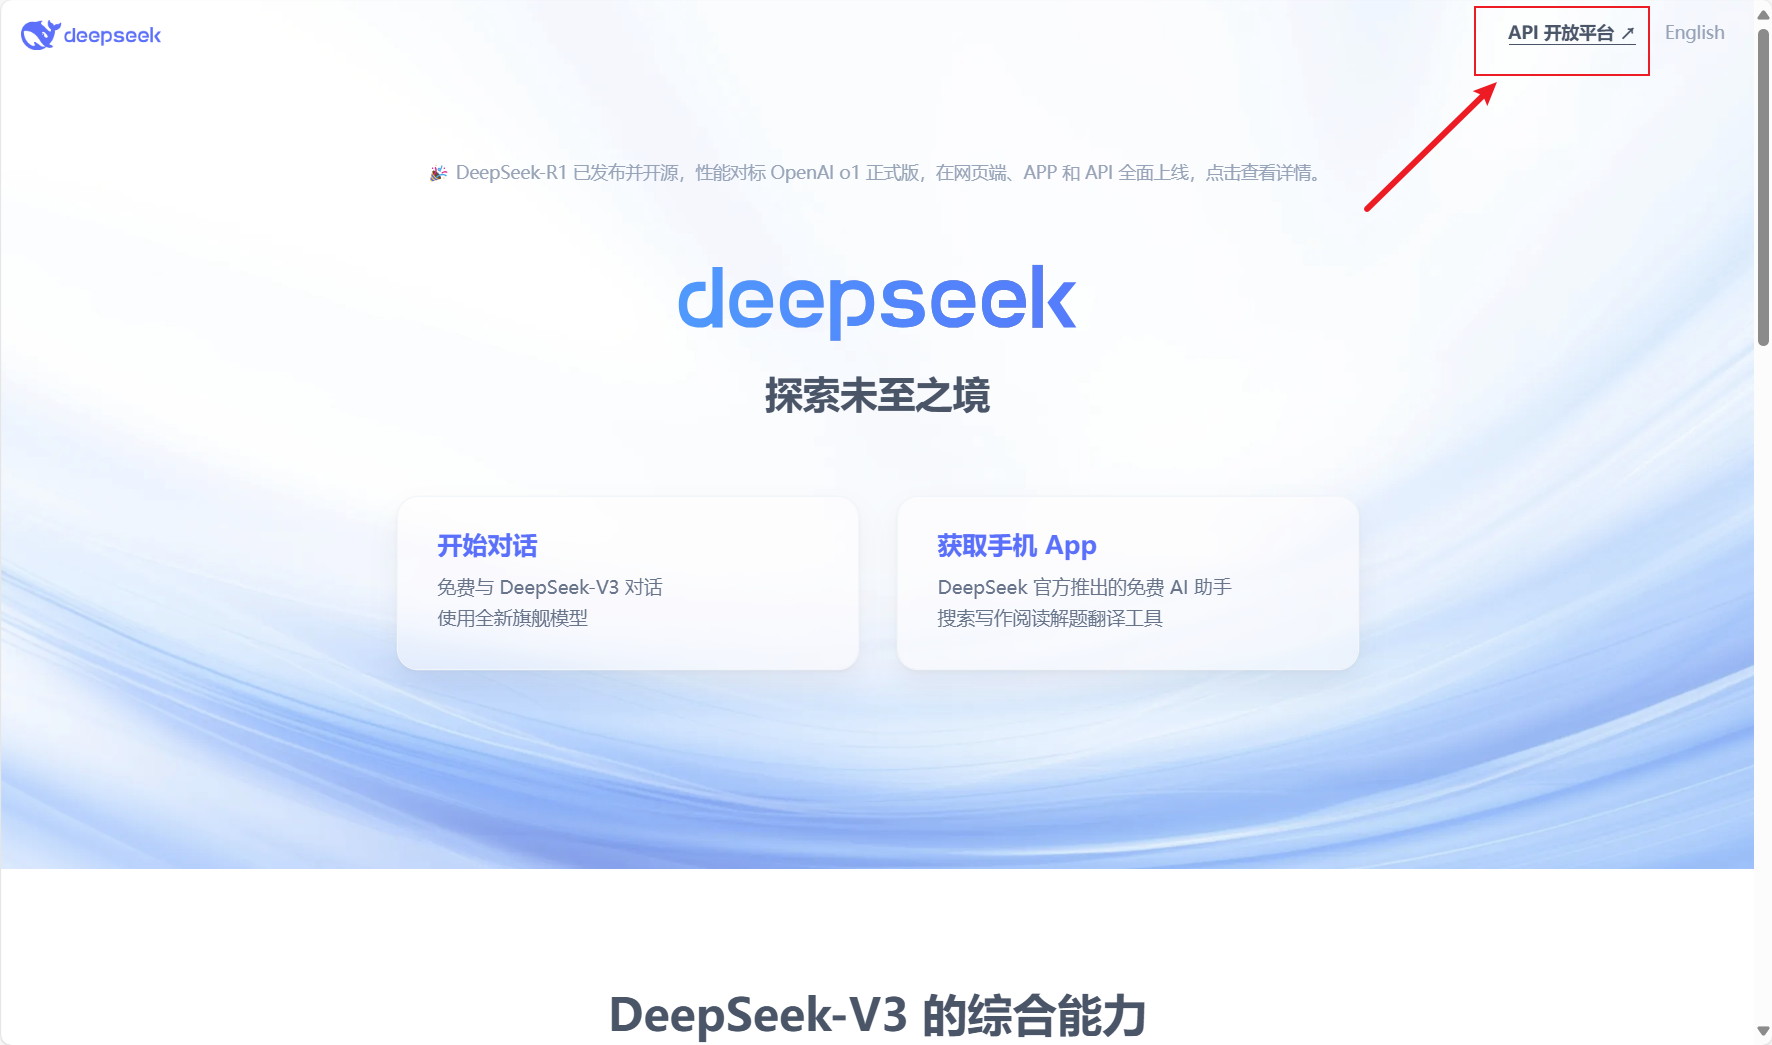 deepseek
API 开放平台 ↗
English
🎉 DeepSeek-R1 已发布并开源，性能对标 OpenAI o1 正式版，在网页端、APP 和 API 全面上线，点击查看详情。
deepseek
探索未至之境
开始对话
免费与 DeepSeek-V3 对话
使用全新旗舰模型
获取手机 App
DeepSeek 官方推出的免费 AI 助手
搜索写作阅读解题翻译工具
DeepSeek-V3 的综合能力